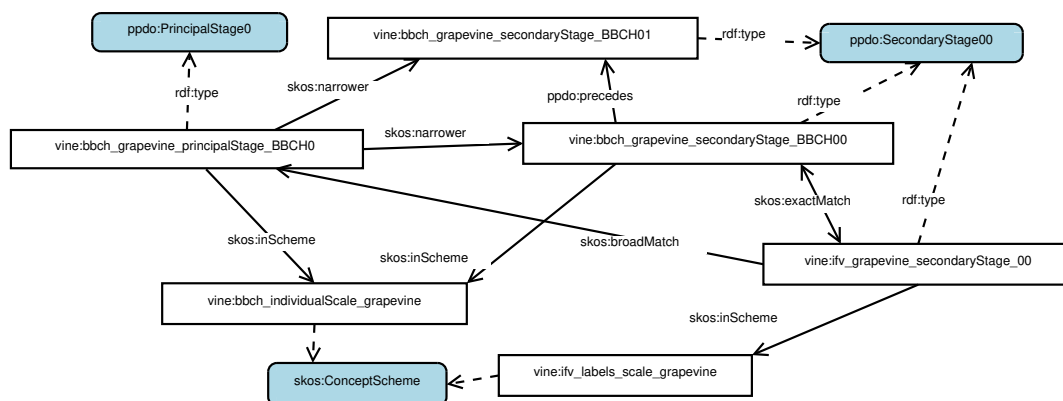 ppdo:PrincipalStage0
vine:bbch_grapevine_secondaryStage_BBCH01
rdf:type
ppdo:SecondaryStage00
rdf:type
skos:narrower
ppdo:precedes
rdf:type
skos:narrower
vine:bbch_grapevine_principalStage_BBCH0
vine:bbch_grapevine_secondaryStage_BBCH00
skos:exactMatch
rdf:type
skos:inScheme
skos:broadMatch
skos:inScheme
vine:ifv_grapevine_secondaryStage_00
vine:bbch_individualScale_grapevine
skos:inScheme
skos:ConceptScheme
vine:ifv_labels_scale_grapevine